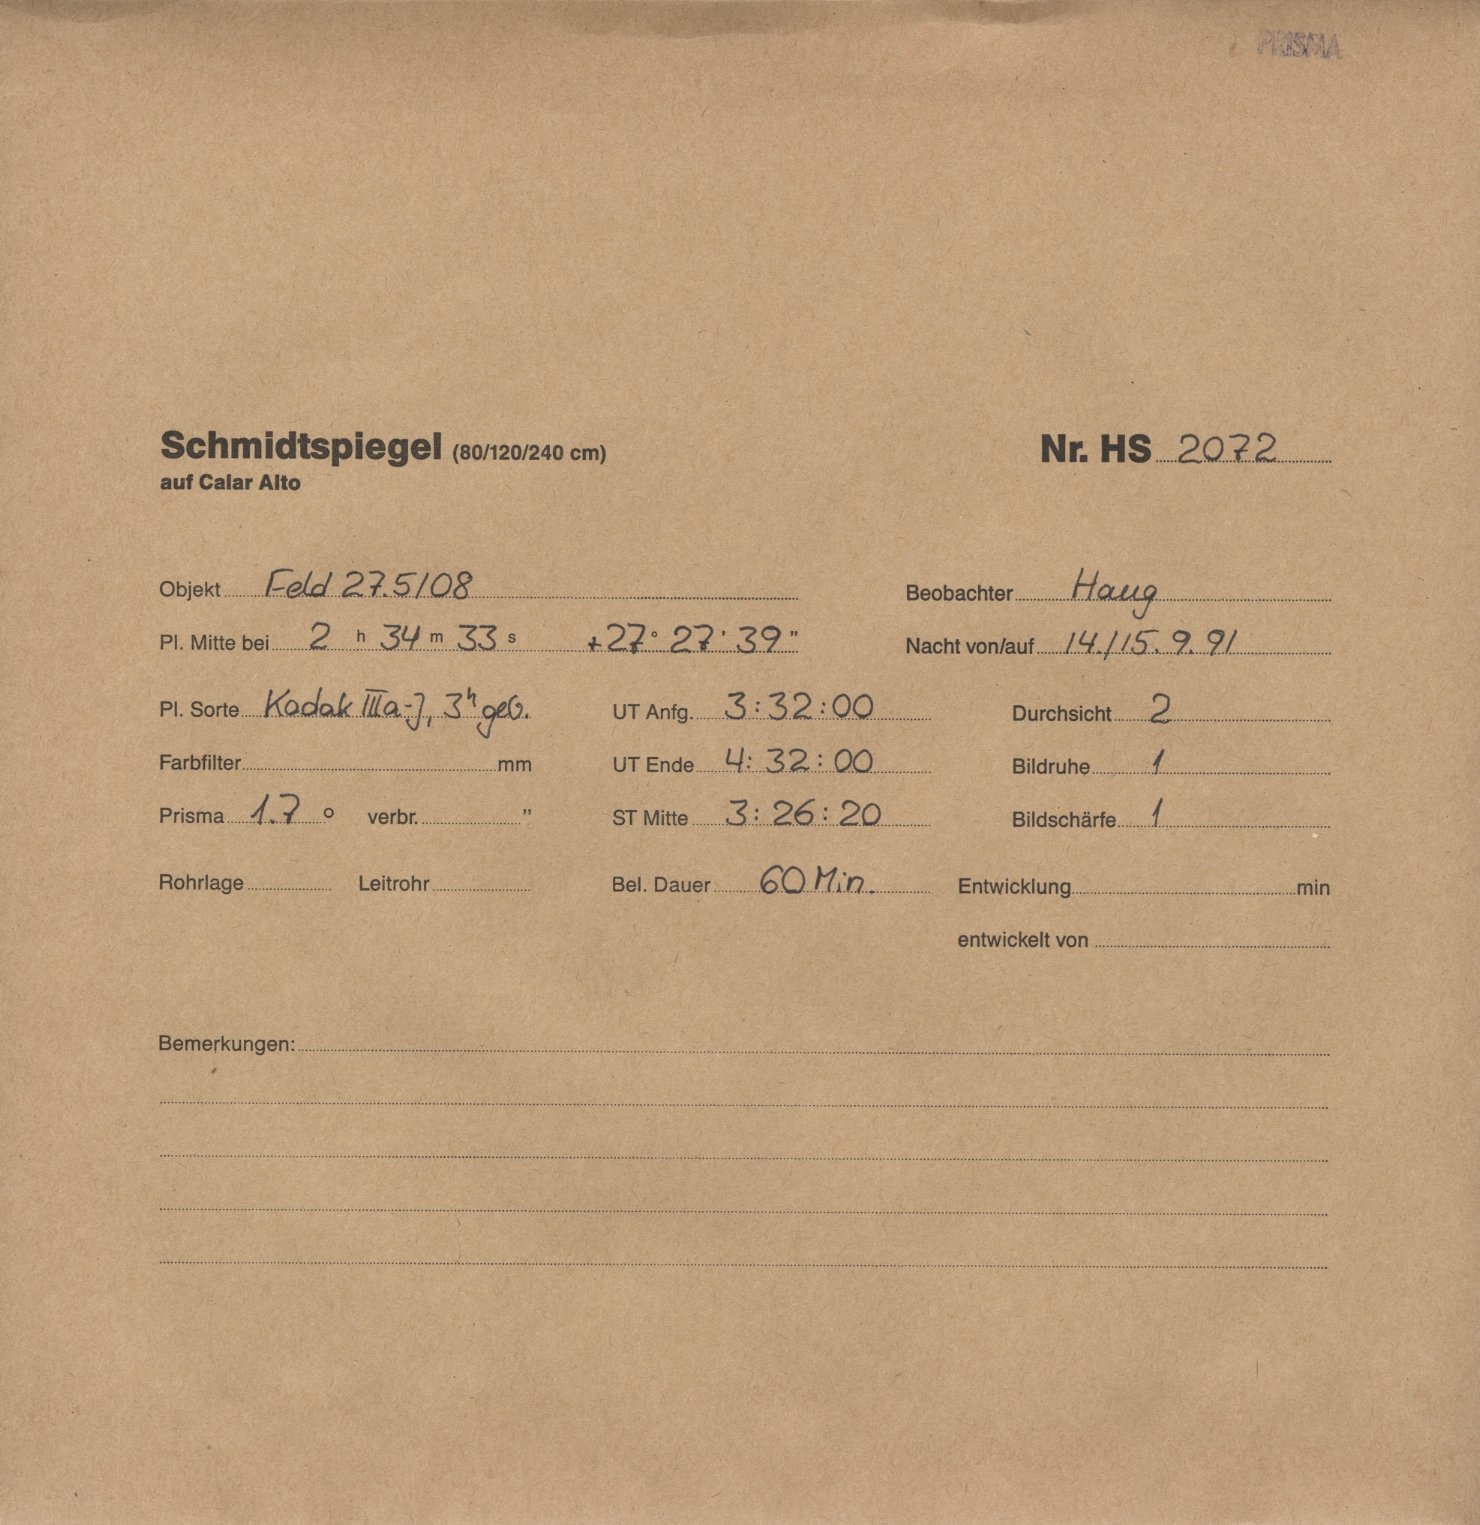 PRISMA
Schmidtspiegel (80/120/240 cm) Nr. HS 2072
auf Calar Alto
Objekt Feld 27.5/08 Beobachter Haug
Pl. Mitte bei 2 h 34 m 33 s +27° 27' 39" Nacht von/auf 14./15. 9. 91
Pl. Sorte Kodak IIIa-J, 3h geb. UT Anfg. 3:32:00 Durchsicht 2
Farbfilter mm UT Ende 4:32:00 Bildruhe 1
Prisma 1.7 ° verbr. " ST Mitte 3:26:20 Bildschärfe 1
Rohrlage Leitrohr Bel. Dauer 60 Min. Entwicklung min
entwickelt von
Bemerkungen: